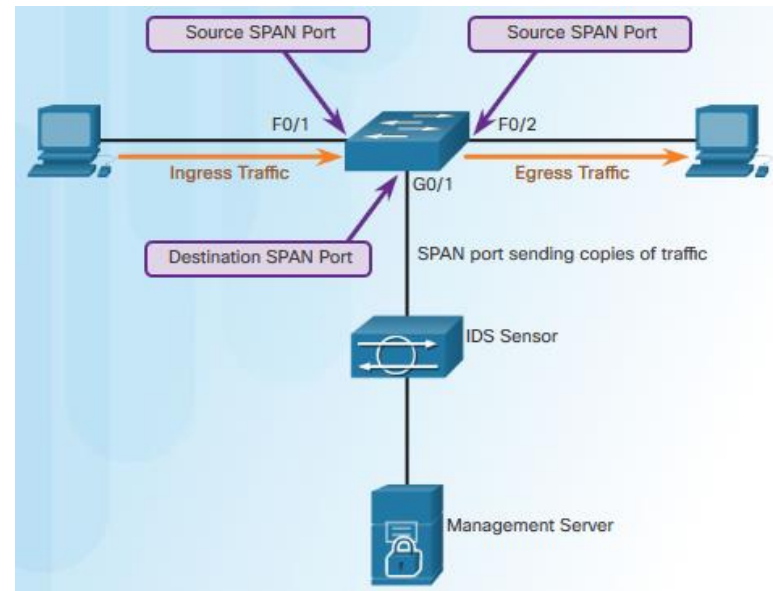 Source SPAN Port
Source SPAN Port
F0/1
F0/2
Ingress Traffic
Egress Traffic
G0/1
Destination SPAN Port
SPAN port sending copies of traffic
IDS Sensor
Management Server